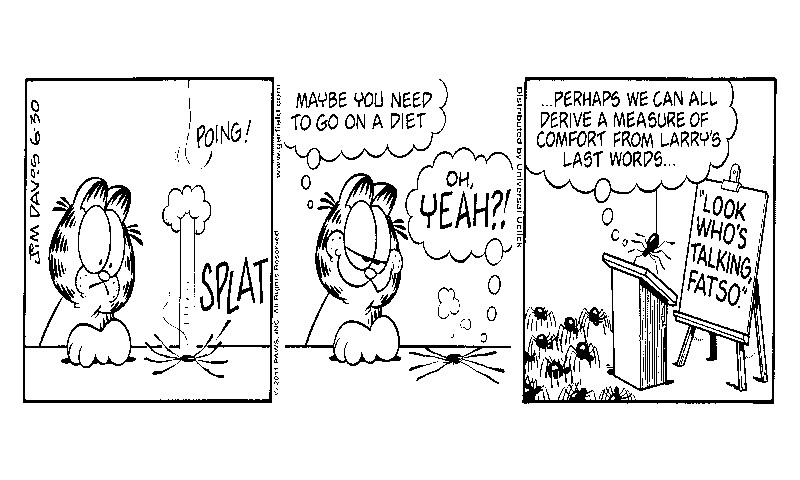 JIM DAVIS 6·30
POING!
SPLAT
© 2011 PAWS, INC. All Rights Reserved.
www.garfield.com
MAYBE YOU NEED
TO GO ON A DIET
OH,
YEAH?!
Distributed by Universal Uclick
...PERHAPS WE CAN ALL
DERIVE A MEASURE OF
COMFORT FROM LARRY'S
LAST WORDS...
"LOOK
WHO'S
TALKING,
FATSO."